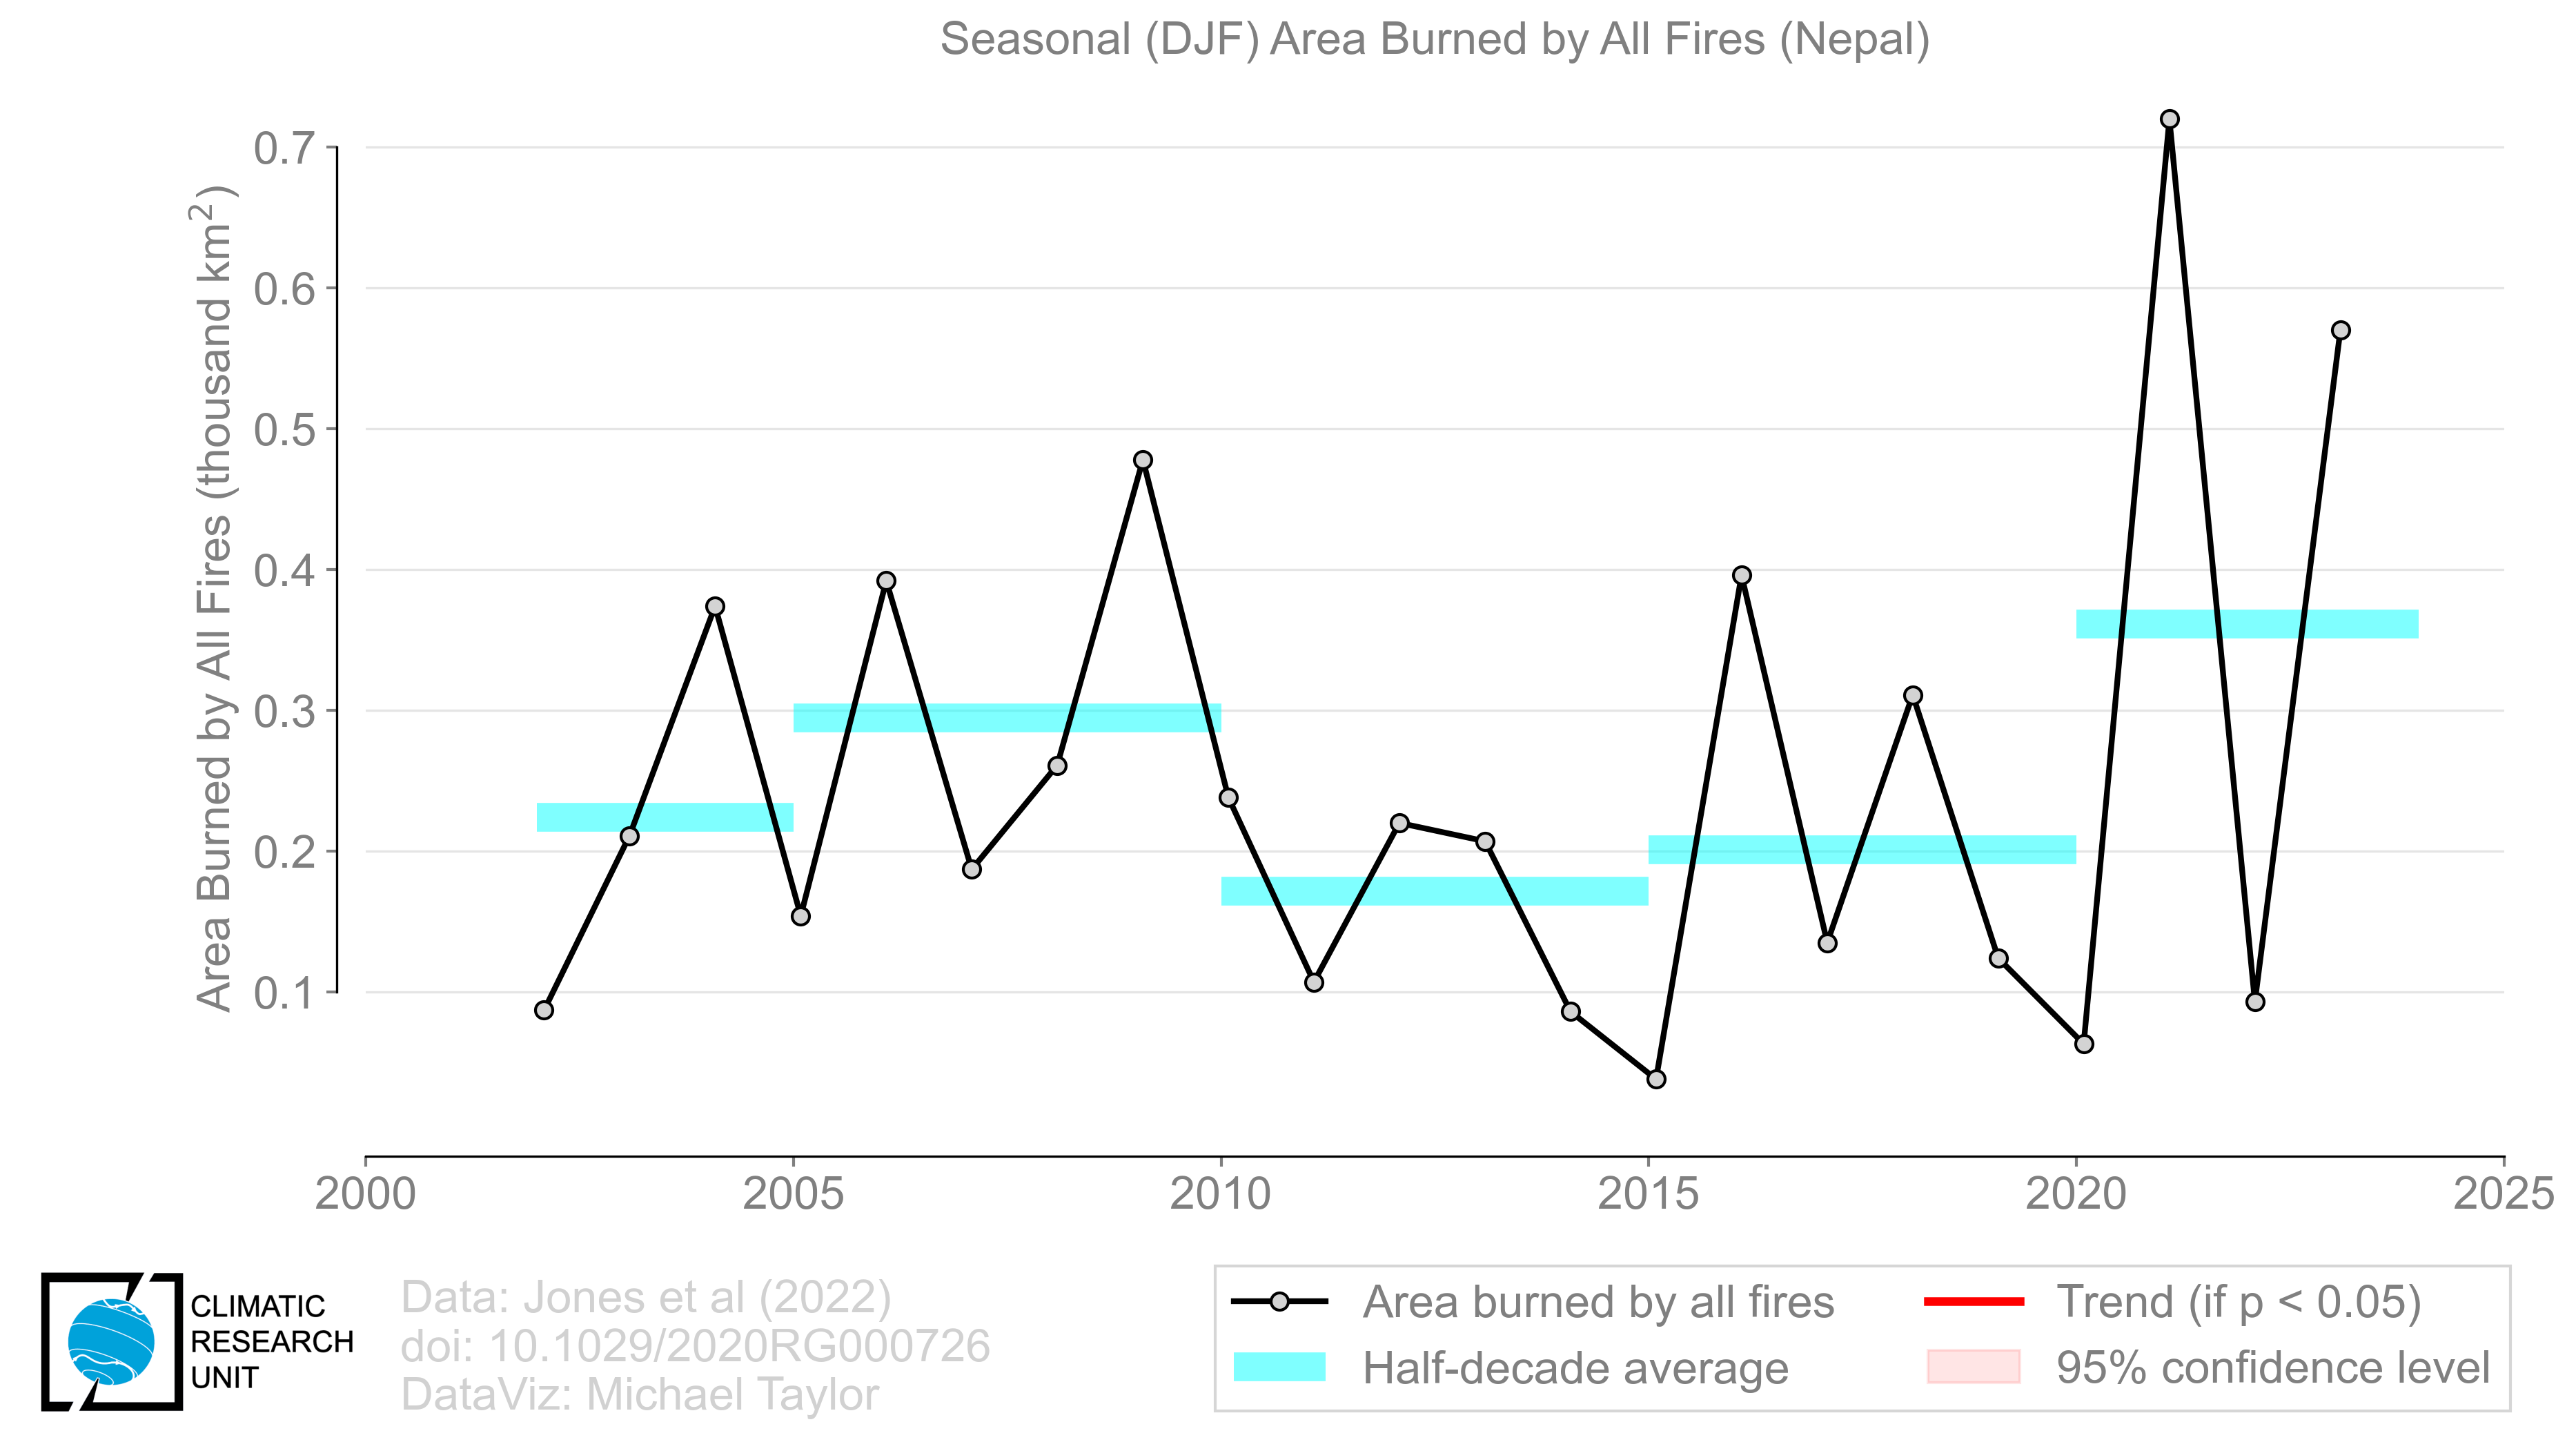 Seasonal (DJF) Area Burned by All Fires (Nepal)
Area Burned by All Fires (thousand km²)
0.7
0.6
0.5
0.4
0.3
0.2
0.1
2000 2005 2010 2015 2020 2025
CLIMATIC
RESEARCH
UNIT
Data: Jones et al (2022)
doi: 10.1029/2020RG000726
DataViz: Michael Taylor
Area burned by all fires
Half-decade average
Trend (if p < 0.05)
95% confidence level